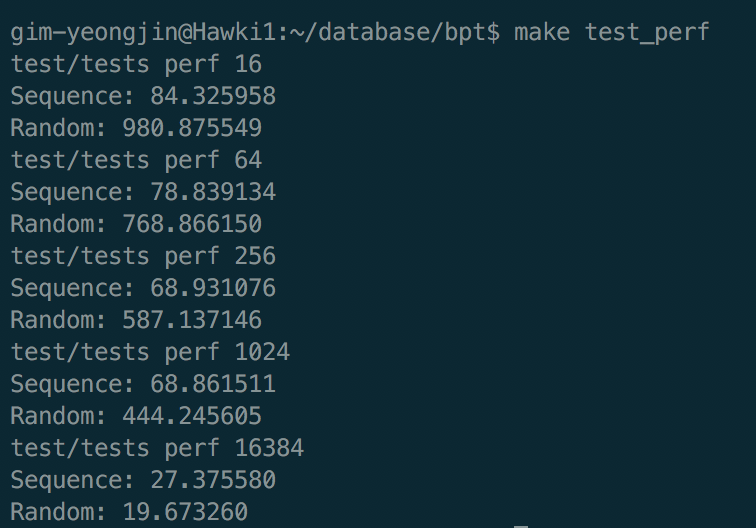 gim-yeongjin@Hawki1:~/database/bpt$ make test_perf
test/tests perf 16
Sequence: 84.325958
Random: 980.875549
test/tests perf 64
Sequence: 78.839134
Random: 768.866150
test/tests perf 256
Sequence: 68.931076
Random: 587.137146
test/tests perf 1024
Sequence: 68.861511
Random: 444.245605
test/tests perf 16384
Sequence: 27.375580
Random: 19.673260